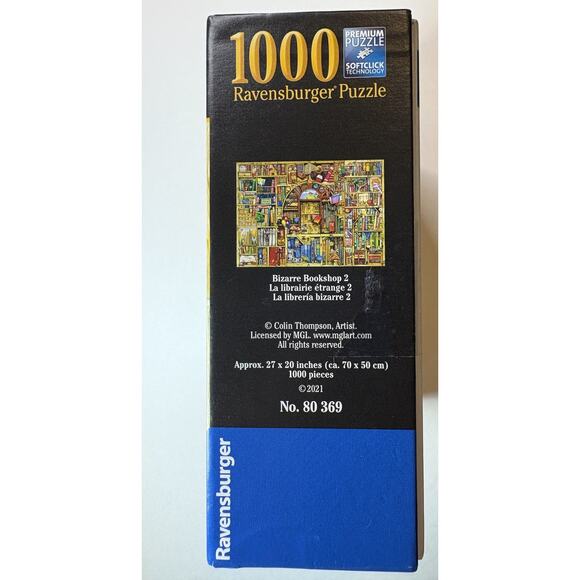 1000
PREMIUM
PUZZLE
SOFTCLICK
TECHNOLOGY
Ravensburger® Puzzle
Bizarre Bookshop 2
La librairie étrange 2
La librería bizarre 2
© Colin Thompson, Artist.
Licensed by MGL. www.mglart.com
All rights reserved.
Approx. 27 x 20 inches (ca. 70 x 50 cm)
1000 pieces
©2021
No. 80 369
Ravensburger